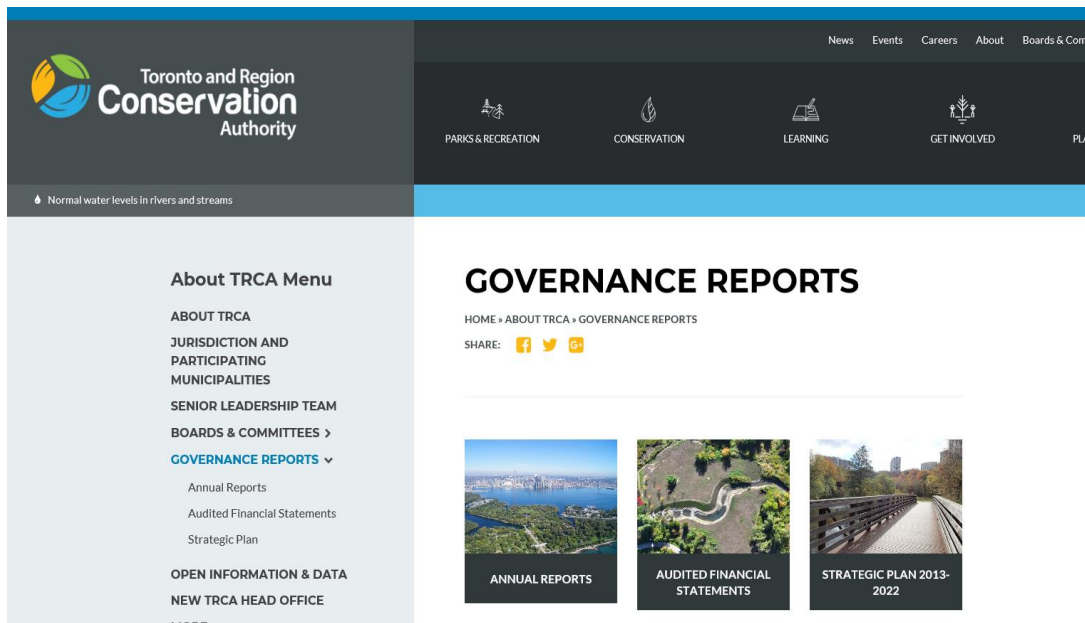 News Events Careers About Boards & Com
Toronto and Region
Conservation
Authority
PARKS & RECREATION CONSERVATION LEARNING GET INVOLVED PLA
Normal water levels in rivers and streams
About TRCA Menu
ABOUT TRCA
JURISDICTION AND
PARTICIPATING
MUNICIPALITIES
SENIOR LEADERSHIP TEAM
BOARDS & COMMITTEES >
GOVERNANCE REPORTS
Annual Reports
Audited Financial Statements
Strategic Plan
OPEN INFORMATION & DATA
NEW TRCA HEAD OFFICE
GOVERNANCE REPORTS
HOME » ABOUT TRCA » GOVERNANCE REPORTS
SHARE:
ANNUAL REPORTS
AUDITED FINANCIAL
STATEMENTS
STRATEGIC PLAN 2013-
2022